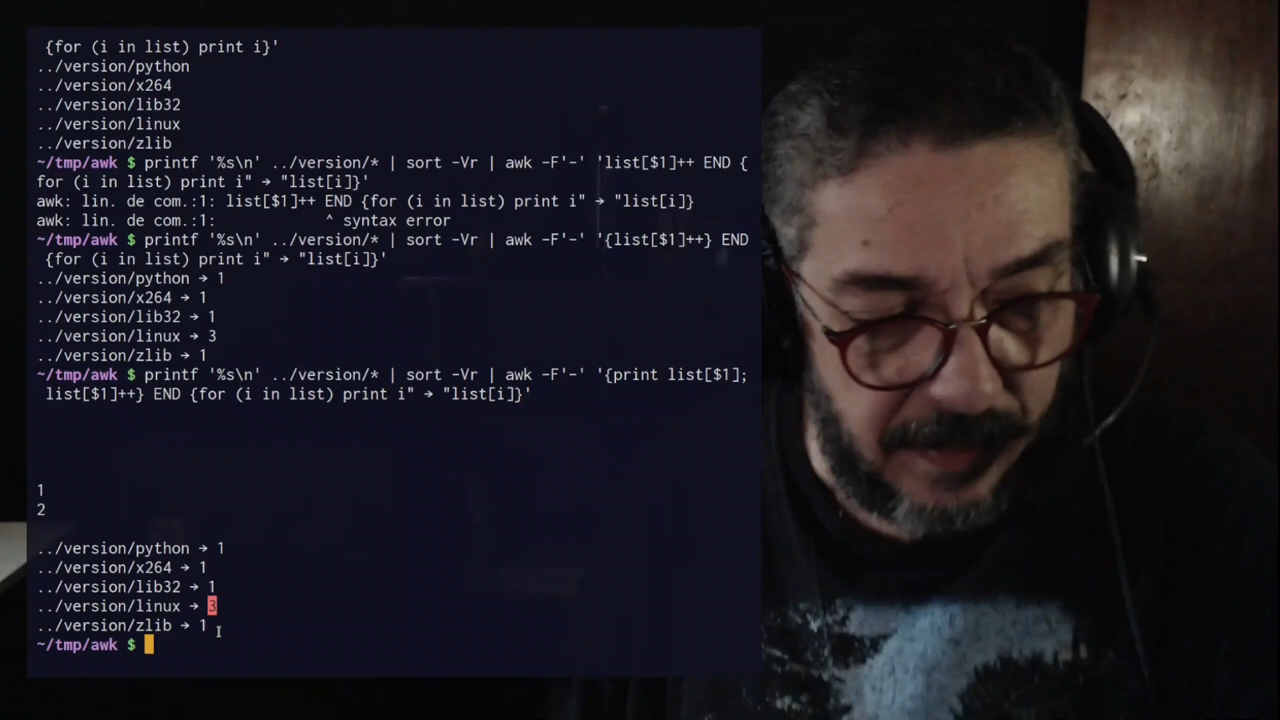 {for (i in list) print i}'
../version/python
../version/x264
../version/lib32
../version/linux
../version/zlib
~/tmp/awk $ printf '%s\n' ../version/* | sort -Vr | awk -F'-' 'list[$1]++ END {
for (i in list) print i" → "list[i]}'
awk: lin. de com.:1: list[$1]++ END {for (i in list) print i" → "list[i]}
awk: lin. de com.:1:            ^ syntax error
~/tmp/awk $ printf '%s\n' ../version/* | sort -Vr | awk -F'-' '{list[$1]++} END
{for (i in list) print i" → "list[i]}'
../version/python → 1
../version/x264 → 1
../version/lib32 → 1
../version/linux → 3
../version/zlib → 1
~/tmp/awk $ printf '%s\n' ../version/* | sort -Vr | awk -F'-' '{print list[$1];
list[$1]++} END {for (i in list) print i" → "list[i]}'
1
2
../version/python → 1
../version/x264 → 1
../version/lib32 → 1
../version/linux → 3
../version/zlib → 1
~/tmp/awk $